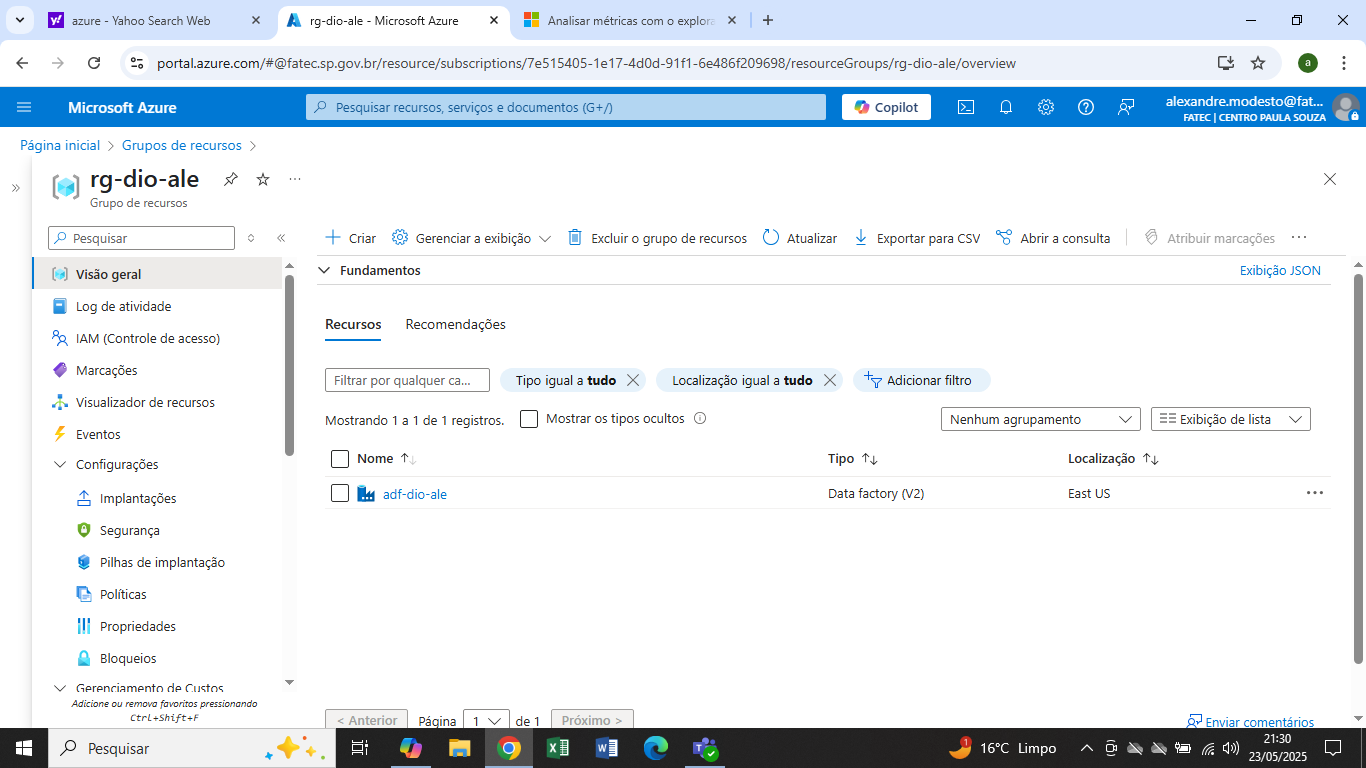 azure - Yahoo Search Web
rg-dio-ale - Microsoft Azure
Analisar métricas com o explora
portal.azure.com/#@fatec.sp.gov.br/resource/subscriptions/7e515405-1e17-4d0d-91f1-6e486f209698/resourceGroups/rg-dio-ale/overview
a
Microsoft Azure
Pesquisar recursos, serviços e documentos (G+/)
Copilot
alexandre.modesto@fat...
FATEC | CENTRO PAULA SOUZA
Página inicial > Grupos de recursos >
rg-dio-ale
Grupo de recursos
Pesquisar
Criar
Gerenciar a exibição
Excluir o grupo de recursos
Atualizar
Exportar para CSV
Abrir a consulta
Atribuir marcações
Visão geral
Log de atividade
IAM (Controle de acesso)
Marcações
Visualizador de recursos
Eventos
Configurações
Implantações
Segurança
Pilhas de implantação
Políticas
Propriedades
Bloqueios
Gerenciamento de Custos
Adicione ou remova favoritos pressionando
Ctrl+Shift+F
Fundamentos
Exibição JSON
Recursos
Recomendações
Filtrar por qualquer ca...
Tipo igual a tudo
Localização igual a tudo
Adicionar filtro
Mostrando 1 a 1 de 1 registros.
Mostrar os tipos ocultos
Nenhum agrupamento
Exibição de lista
Nome
Tipo
Localização
adf-dio-ale
Data factory (V2)
East US
< Anterior
Página
1
de 1
Próximo >
Enviar comentários
Pesquisar
1
16°C Limpo
21:30
23/05/2025